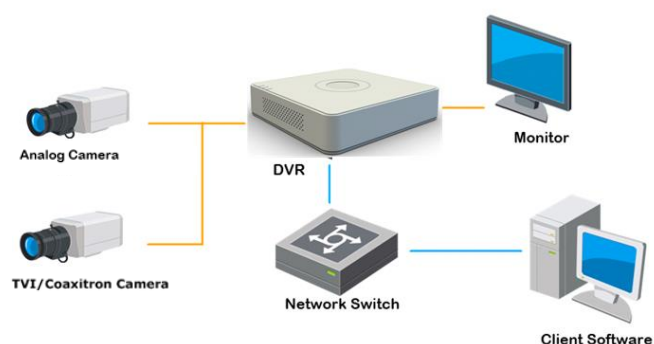 Analog Camera
DVR
Monitor
TVI/Coaxitron Camera
Network Switch
Client Software